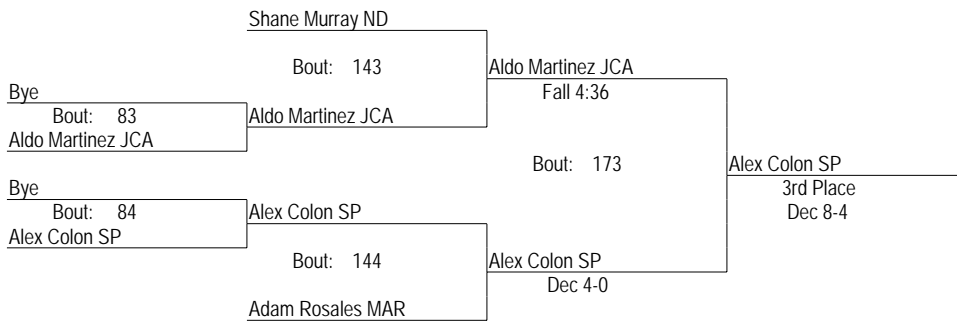 Shane Murray ND
Bout: 143
Aldo Martinez JCA
Fall 4:36
Bye
Bout: 83
Aldo Martinez JCA
Aldo Martinez JCA
Bout: 173
Alex Colon SP
3rd Place
Dec 8-4
Bye
Bout: 84
Alex Colon SP
Alex Colon SP
Bout: 144
Alex Colon SP
Dec 4-0
Adam Rosales MAR